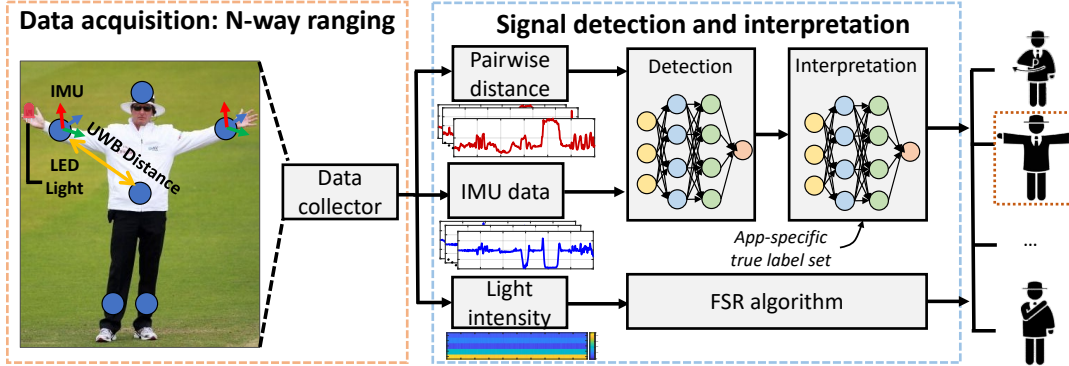 Data acquisition: N-way ranging
IMU
UWB Distance
LED
Light
Data
collector
Signal detection and interpretation
Pairwise
distance
IMU data
Light
intensity
Detection
Interpretation
App-specific
true label set
FSR algorithm
...